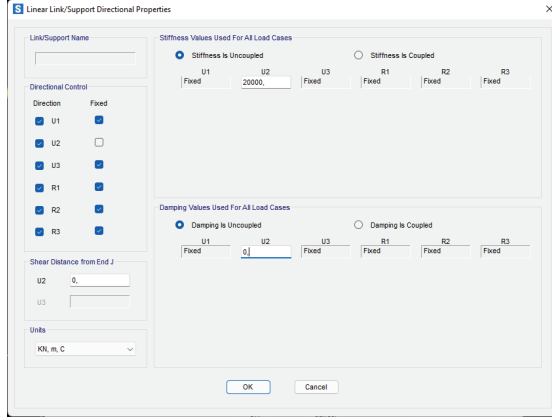 S Linear Link/Support Directional Properties
Link/Support Name
Directional Control
Direction Fixed
U1
U2
U3
R1
R2
R3
Shear Distance from End J
U2 0,
U3
Units
KN, m, C
Stiffness Values Used For All Load Cases
Stiffness Is Uncoupled Stiffness Is Coupled
U1 U2 U3 R1 R2 R3
Fixed 20000, Fixed Fixed Fixed Fixed
Damping Values Used For All Load Cases
Damping Is Uncoupled Damping Is Coupled
U1 U2 U3 R1 R2 R3
Fixed 0, Fixed Fixed Fixed Fixed
OK Cancel